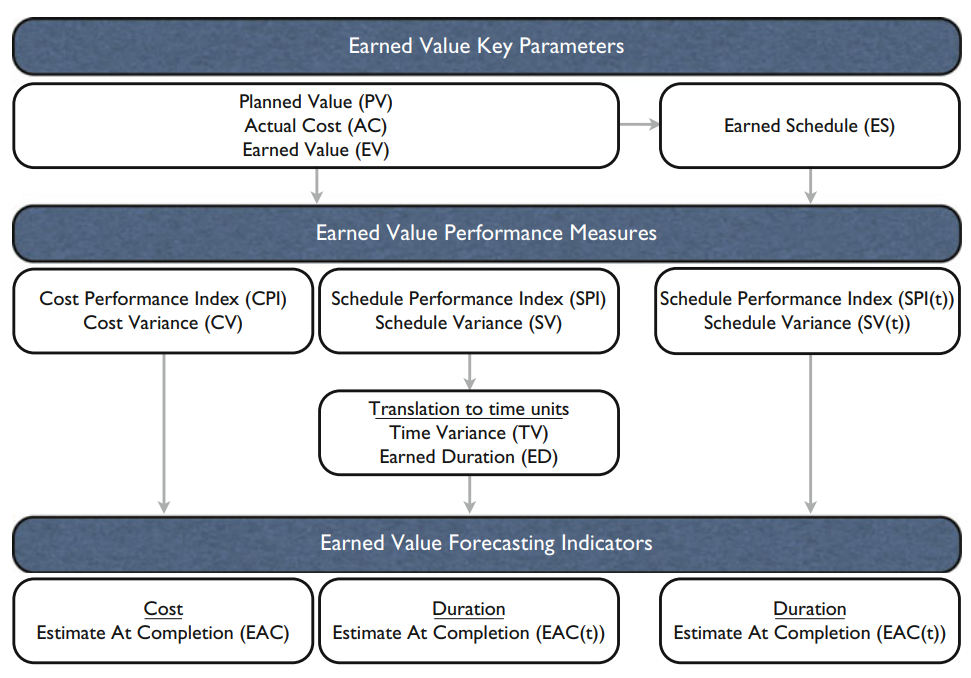 Earned Value Key Parameters
Planned Value (PV)
Actual Cost (AC)
Earned Value (EV)
Earned Schedule (ES)
Earned Value Performance Measures
Cost Performance Index (CPI)
Cost Variance (CV)
Schedule Performance Index (SPI)
Schedule Variance (SV)
Schedule Performance Index (SPI(t))
Schedule Variance (SV(t))
Translation to time units
Time Variance (TV)
Earned Duration (ED)
Earned Value Forecasting Indicators
Cost
Estimate At Completion (EAC)
Duration
Estimate At Completion (EAC(t))
Duration
Estimate At Completion (EAC(t))